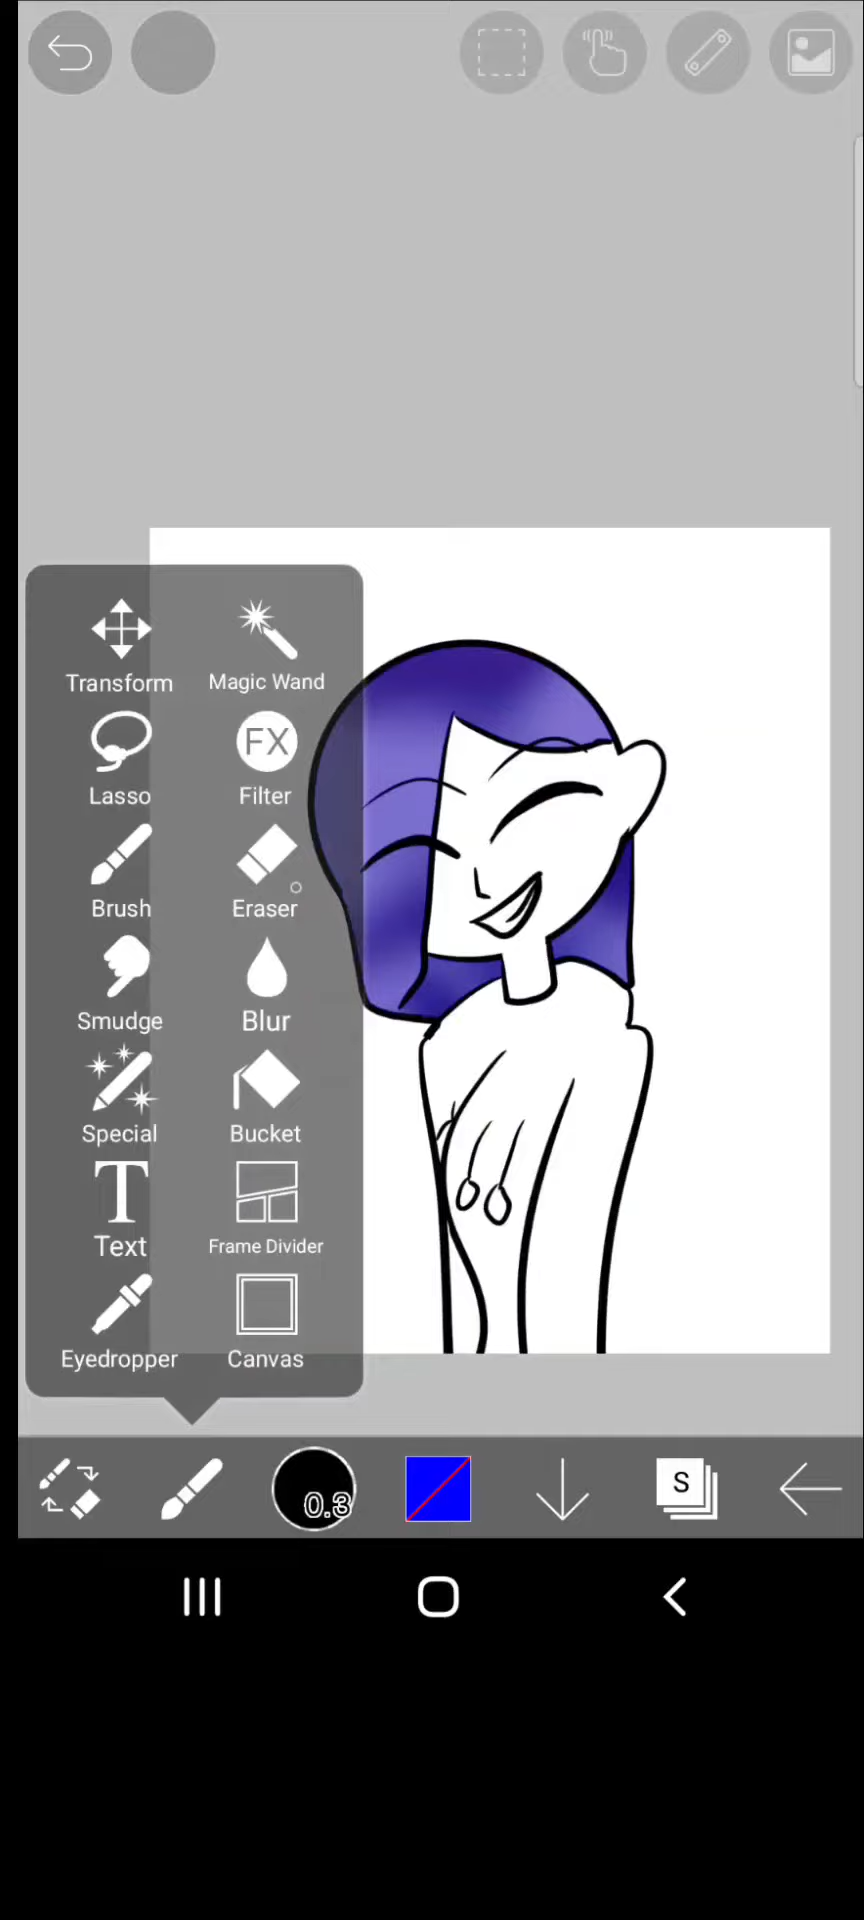 Transform
Magic Wand
FX
Lasso
Filter
Brush
Eraser
Smudge
Blur
Special
Bucket
T
Text
Frame Divider
Eyedropper
Canvas
0.3
S